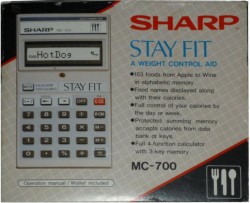 SHARP
HotDog
STAY FIT
SHARP
STAY FIT
A WEIGHT CONTROL AID
•163 foods from Apple to Wine
in alphabetic memory.
•Food names displayed along
with their calories.
•Full control of your calories by
the day or week.
•Protected summing memory
accepts calories from data
bank or keys.
•Full 4-function calculator
with 3-key memory.
MC-700
Operation manual / Wallet included